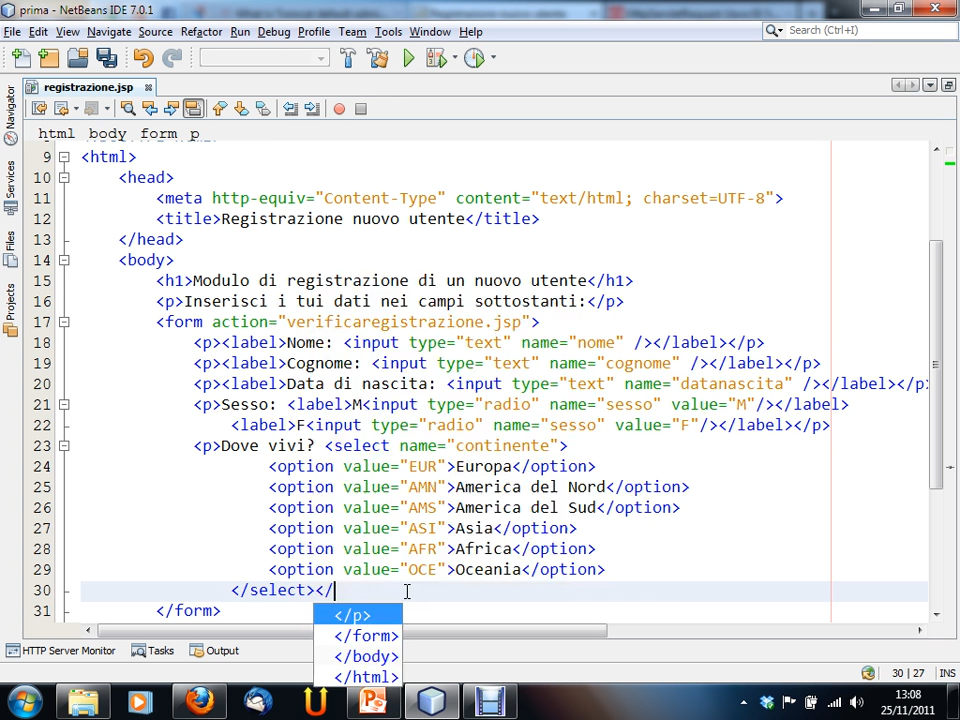 prima - NetBeans IDE 7.0.1
File Edit View Navigate Source Refactor Run Debug Profile Team Tools Window Help
Search (Ctrl+I)
registrazione.jsp
html body form p
9 <html>
10 <head>
11 <meta http-equiv="Content-Type" content="text/html; charset=UTF-8">
12 <title>Registrazione nuovo utente</title>
13 </head>
14 <body>
15 <h1>Modulo di registrazione di un nuovo utente</h1>
16 <p>Inserisci i tui dati nei campi sottostanti:</p>
17 <form action="verificaregistrazione.jsp">
18 <p><label>Nome: <input type="text" name="nome" /></label></p>
19 <p><label>Cognome: <input type="text" name="cognome" /></label></p>
20 <p><label>Data di nascita: <input type="text" name="datanascita" /></label></p>
21 <p>Sesso: <label>M<input type="radio" name="sesso" value="M"/></label>
22 <label>F<input type="radio" name="sesso" value="F"/></label></p>
23 <p>Dove vivi? <select name="continente">
24 <option value="EUR">Europa</option>
25 <option value="AMN">America del Nord</option>
26 <option value="AMS">America del Sud</option>
27 <option value="ASI">Asia</option>
28 <option value="AFR">Africa</option>
29 <option value="OCE">Oceania</option>
30 </select></
31 </form>
</p>
</form>
</body>
</html>
Navigator
Services
Files
Projects
HTTP Server Monitor Tasks Output
30 | 27 INS
13:08
25/11/2011